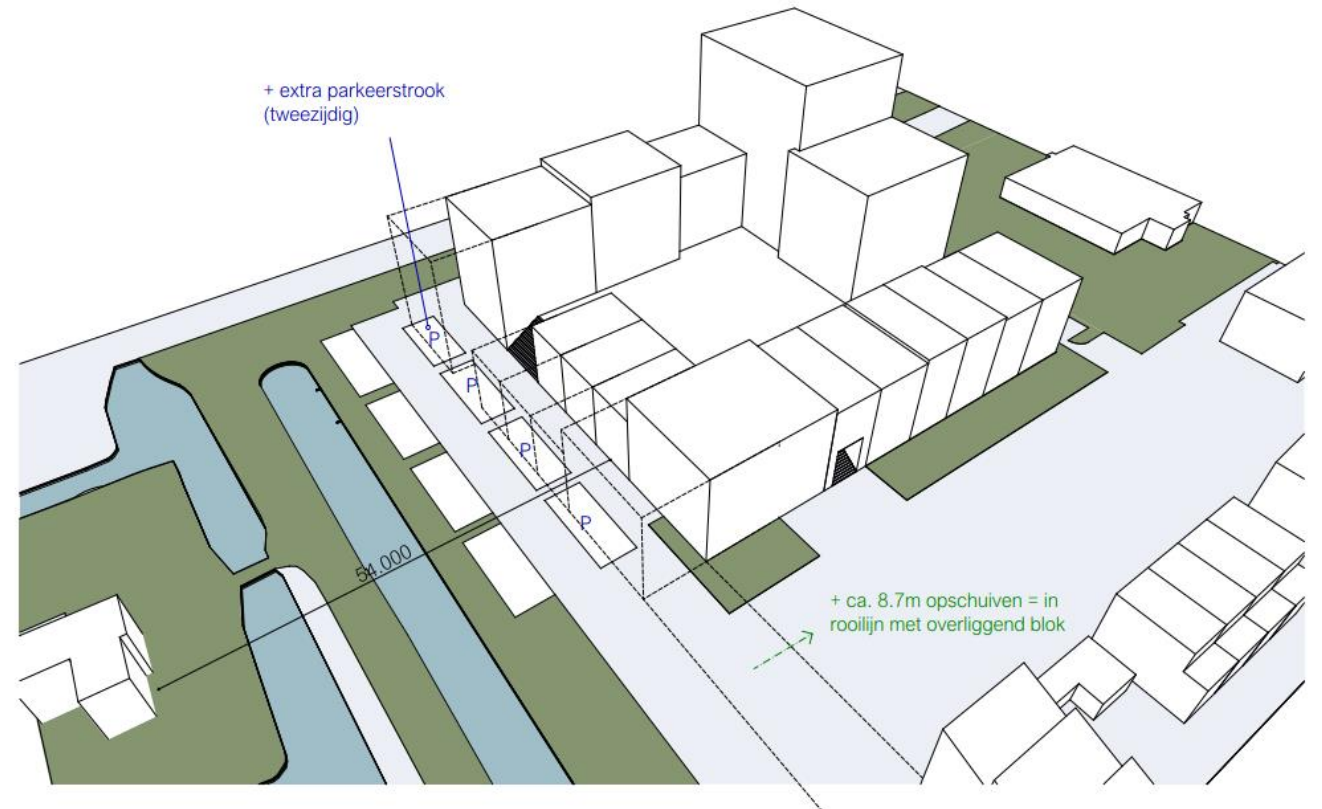 + extra parkeerstrook
(tweezijdig)
P
P
P
P
54.000
+ ca. 8.7m opschuiven = in
rooilijn met overliggend blok